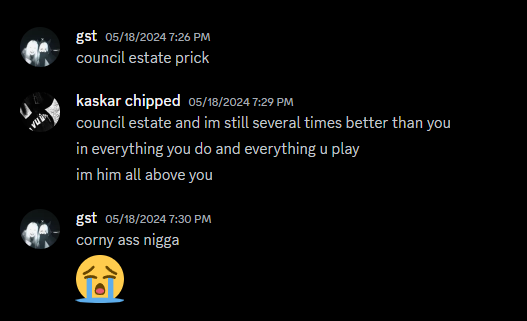 gst 05/18/2024 7:26 PM
council estate prick
kaskar chipped 05/18/2024 7:29 PM
council estate and im still several times better than you
in everything you do and everything u play
im him all above you
gst 05/18/2024 7:30 PM
corny ass nigga